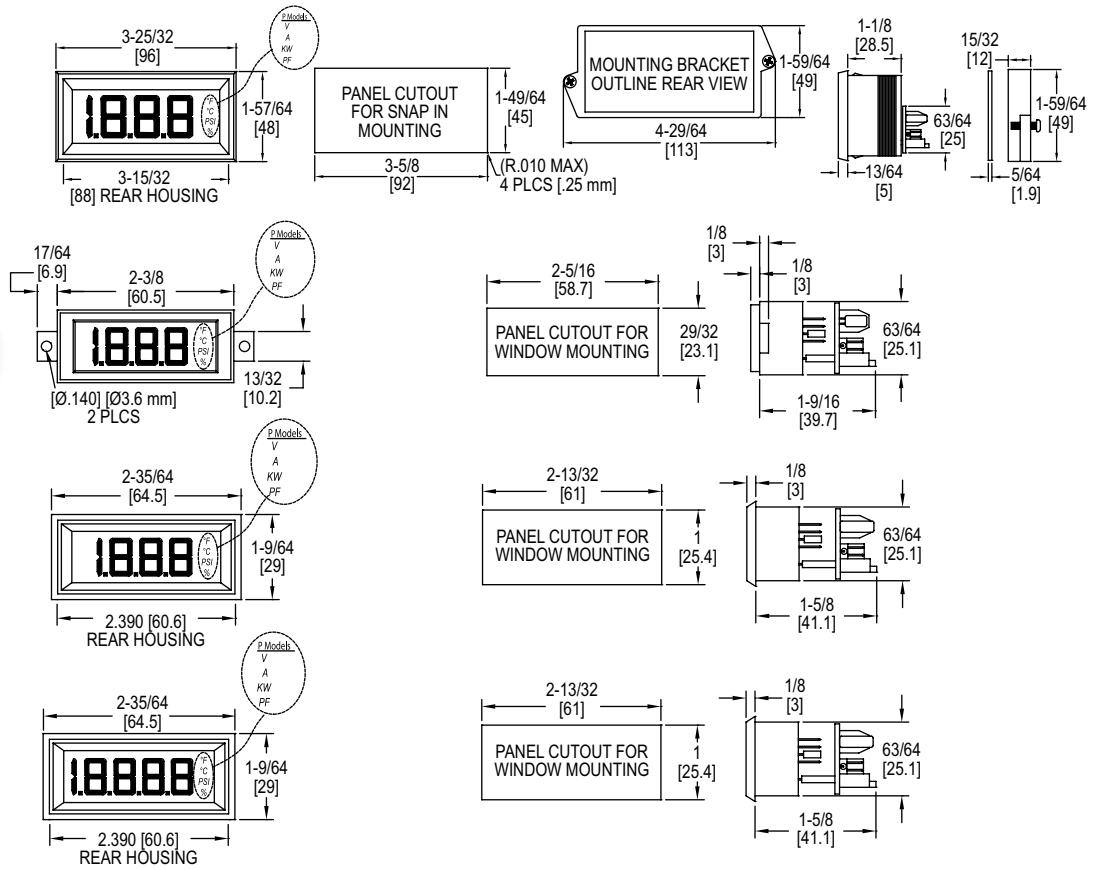 P Models
V
A
KW
PF
3-25/32
[96]
1.8.8.8
°F
°C
PSI
%
1-57/64
[48]
3-15/32
[88] REAR HOUSING
PANEL CUTOUT
FOR SNAP IN
MOUNTING
1-49/64
[45]
3-5/8
[92]
(R.010 MAX)
4 PLCS [.25 mm]
MOUNTING BRACKET
OUTLINE REAR VIEW
1-59/64
[49]
4-29/64
[113]
1-1/8
[28.5]
63/64
[25]
13/64
[5]
15/32
[12]
1-59/64
[49]
5/64
[1.9]
P Models
V
A
KW
PF
17/64
[6.9]
2-3/8
[60.5]
1.8.8.8
°F
°C
PSI
%
13/32
[10.2]
[Ø.140] [Ø3.6 mm]
2 PLCS
2-5/16
[58.7]
PANEL CUTOUT FOR
WINDOW MOUNTING
29/32
[23.1]
1/8
[3]
1/8
[3]
63/64
[25.1]
1-9/16
[39.7]
P Models
V
A
KW
PF
2-35/64
[64.5]
1.8.8.8
°F
°C
PSI
%
1-9/64
[29]
2.390 [60.6]
REAR HOUSING
2-13/32
[61]
PANEL CUTOUT FOR
WINDOW MOUNTING
1
[25.4]
1/8
[3]
63/64
[25.1]
1-5/8
[41.1]
P Models
V
A
KW
PF
2-35/64
[64.5]
1.8.8.8.8
°F
°C
PSI
%
1-9/64
[29]
2.390 [60.6]
REAR HOUSING
2-13/32
[61]
PANEL CUTOUT FOR
WINDOW MOUNTING
1
[25.4]
1/8
[3]
63/64
[25.1]
1-5/8
[41.1]